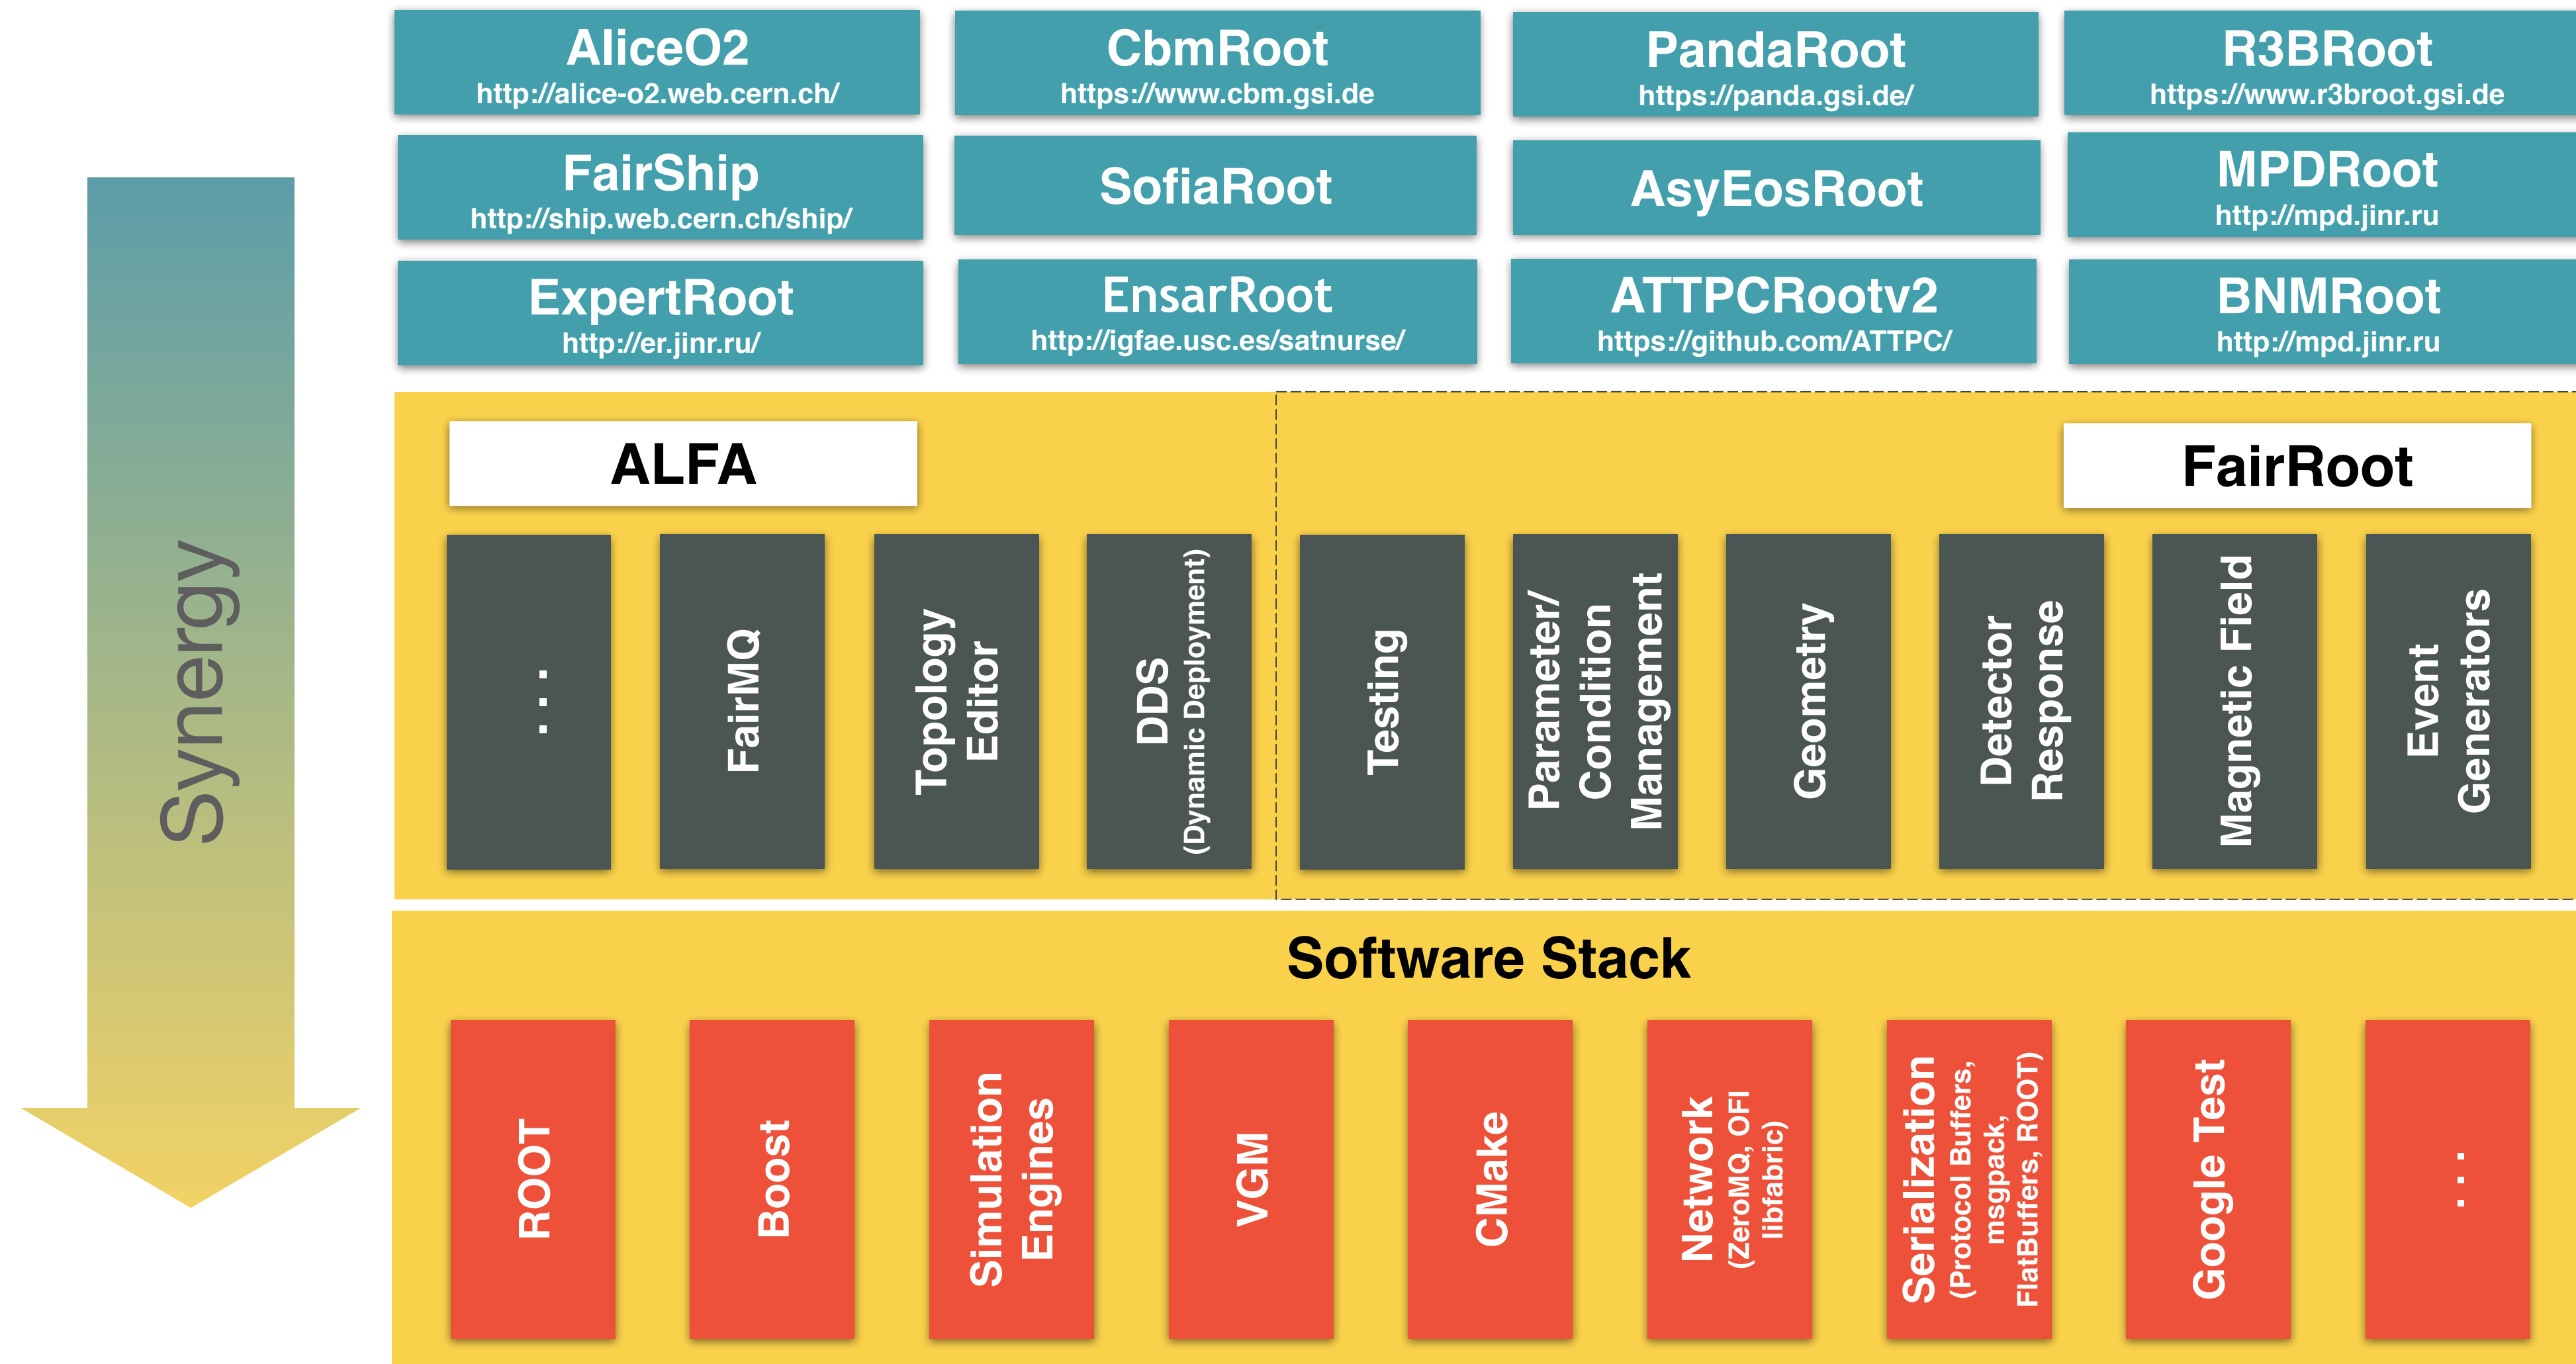 AliceO2
http://alice-o2.web.cern.ch/
CbmRoot
https://www.cbm.gsi.de
PandaRoot
https://panda.gsi.de/
R3BRoot
https://www.r3broot.gsi.de
FairShip
http://ship.web.cern.ch/ship/
SofiaRoot
AsyEosRoot
MPDRoot
http://mpd.jinr.ru
ExpertRoot
http://er.jinr.ru/
EnsarRoot
http://igfae.usc.es/satnurse/
ATTPCRootv2
https://github.com/ATTPC/
BNMRoot
http://mpd.jinr.ru
Synergy
ALFA
FairRoot
...
FairMQ
Topology
Editor
DDS
(Dynamic Deployment)
Testing
Parameter/
Condition
Management
Geometry
Detector
Response
Magnetic Field
Event
Generators
Software Stack
ROOT
Boost
Simulation
Engines
VGM
CMake
Network
(ZeroMQ, OFI
libfabric)
Serialization
(Protocol Buffers,
msgpack,
FlatBuffers, ROOT)
Google Test
...